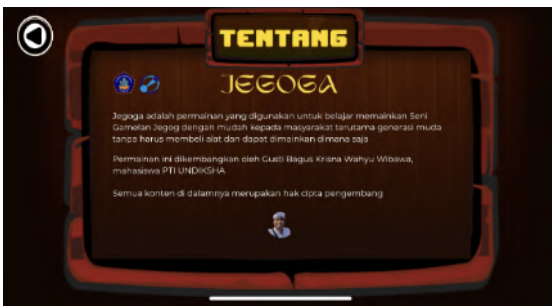 TENTANG
JEGOGA
Jegoga adalah permainan yang digunakan untuk belajar memainkan Seni
Gamelan Jegog dengan mudah kepada masyarakat terutama generasi muda
tanpa harus membeli alat dan dapat dimainkan dimana saja
Permainan ini dikembangkan oleh Gusti Bagus Krisna Wahyu Wibawa,
mahasiswa PTI UNDIKSHA
Semua konten di dalamnya merupakan hak cipta pengembang